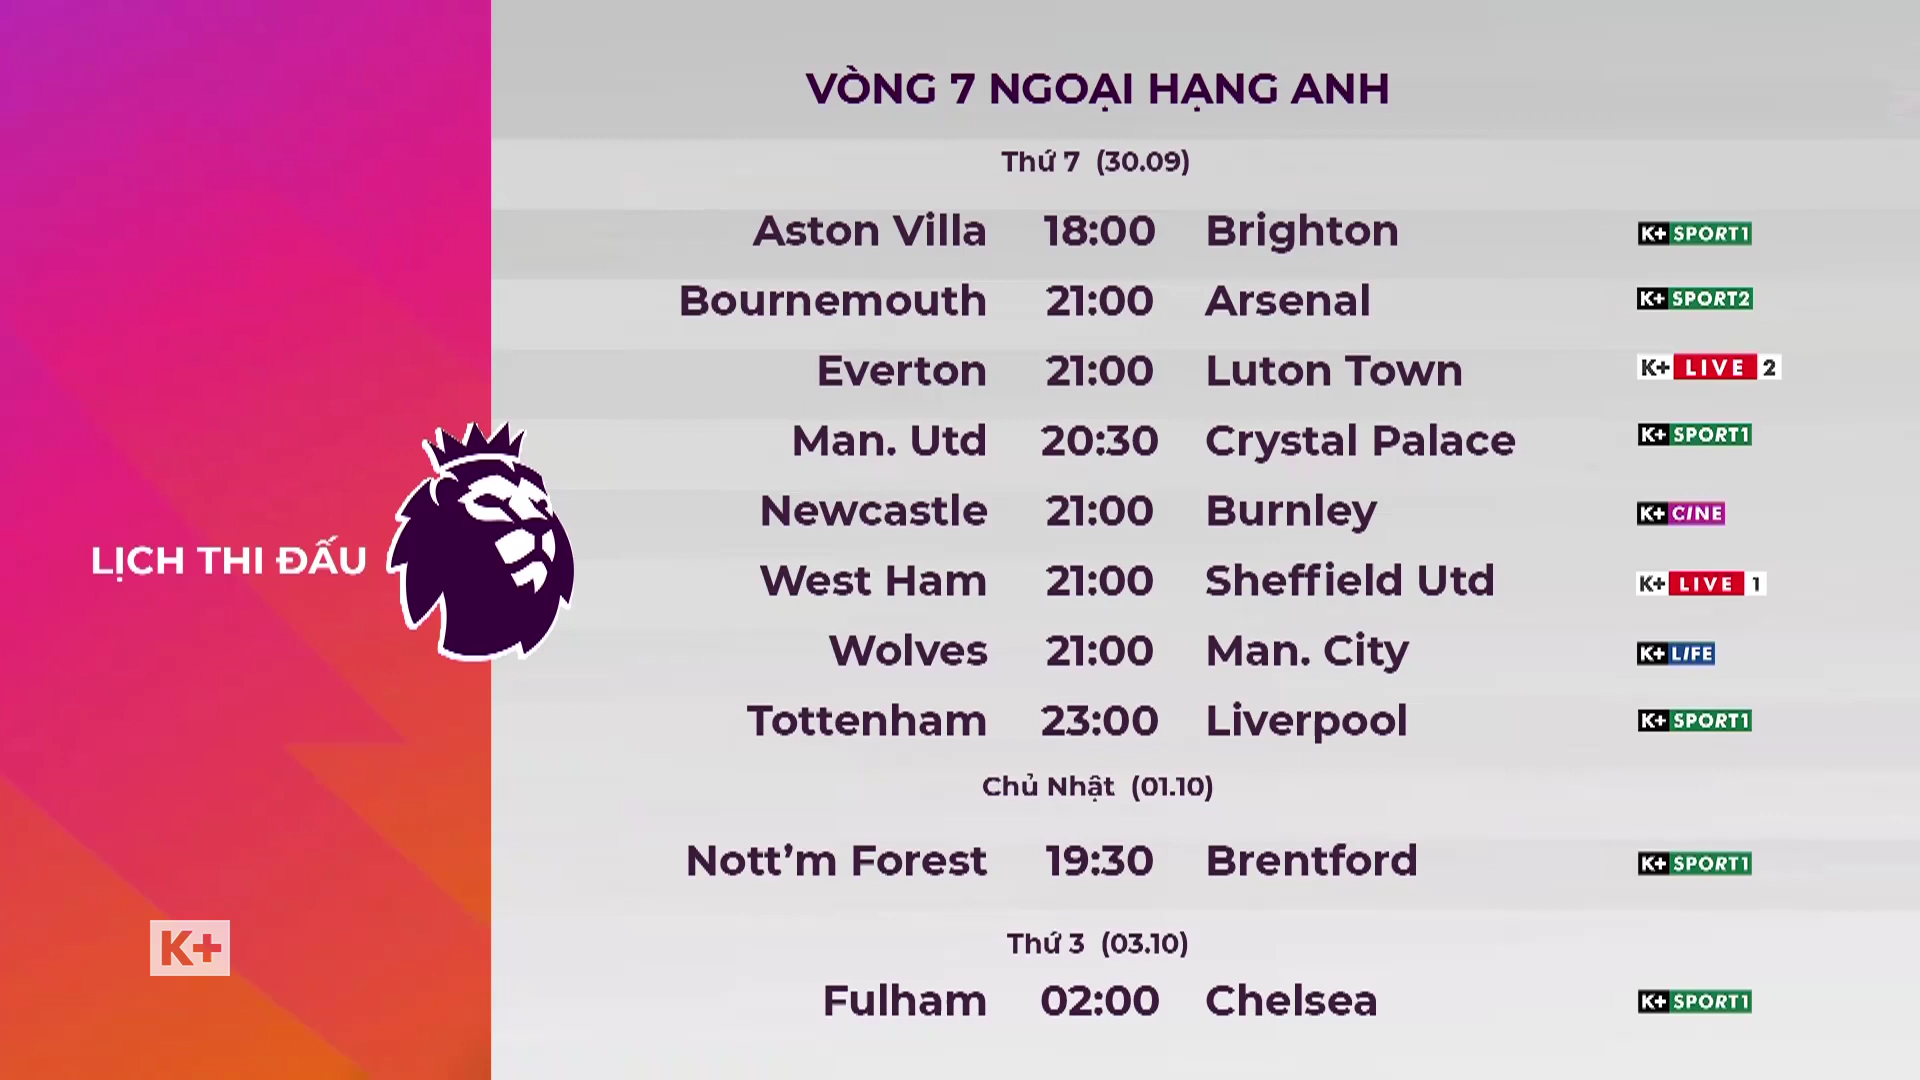 VÒNG 7 NGOẠI HẠNG ANH
Thứ 7 (30.09)
Aston Villa 18:00 Brighton K+ SPORT1
Bournemouth 21:00 Arsenal K+ SPORT2
Everton 21:00 Luton Town K+ LIVE 2
Man. Utd 20:30 Crystal Palace K+ SPORT1
Newcastle 21:00 Burnley K+ CINE
West Ham 21:00 Sheffield Utd K+ LIVE 1
Wolves 21:00 Man. City K+ LIFE
Tottenham 23:00 Liverpool K+ SPORT1
Chủ Nhật (01.10)
Nott’m Forest 19:30 Brentford K+ SPORT1
Thứ 3 (03.10)
Fulham 02:00 Chelsea K+ SPORT1
LỊCH THI ĐẤU
K+